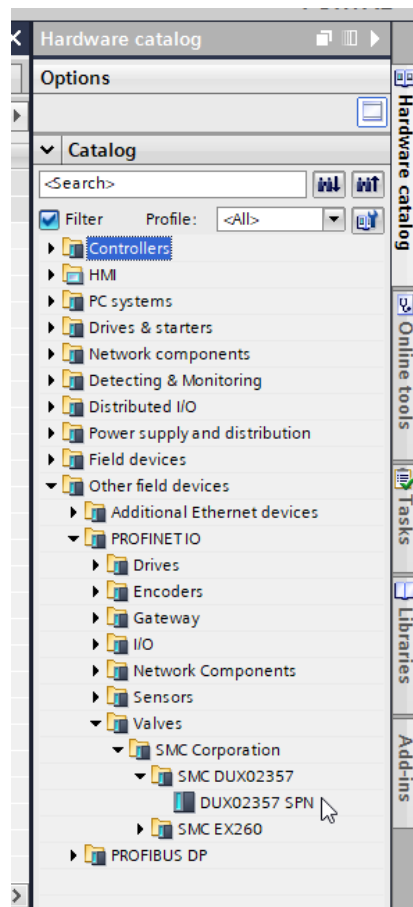 Hardware catalog
Options
Catalog
<Search>
Filter Profile: <All>
Controllers
HMI
PC systems
Drives & starters
Network components
Detecting & Monitoring
Distributed I/O
Power supply and distribution
Field devices
Other field devices
Additional Ethernet devices
PROFINET IO
Drives
Encoders
Gateway
I/O
Network Components
Sensors
Valves
SMC Corporation
SMC DUX02357
DUX02357 SPN
SMC EX260
PROFIBUS DP
Hardware catalog
Online tools
Tasks
Libraries
Add-ins